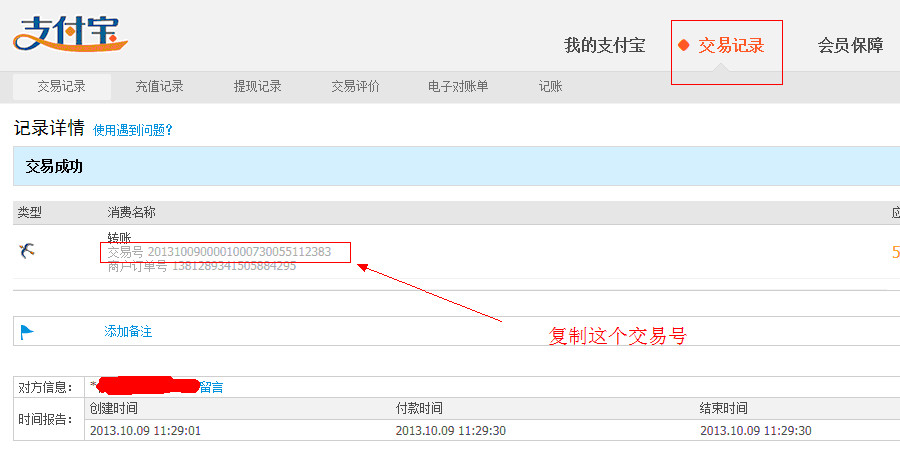 支付宝
我的支付宝 交易记录 会员保障
交易记录 充值记录 提现记录 交易评价 电子对账单 记账
记录详情 使用遇到问题?
交易成功
类型 消费名称 应
转账
交易号 2013100900001000730055112383
商户订单号 1381289341505884295
5
添加备注
复制这个交易号
对方信息: * 留言
时间报告: 创建时间 付款时间 结束时间
2013.10.09 11:29:01 2013.10.09 11:29:30 2013.10.09 11:29:30